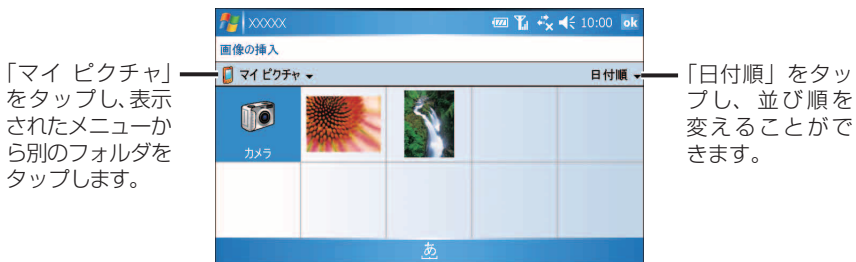 XXXXX 10:00 ok
画像の挿入
マイ ピクチャ 日付順
カメラ
あ
「マイ ピクチャ」
をタップし、表示
されたメニューか
ら別のフォルダを
タップします。
「日付順」をタッ
プし、並び順を
変えることがで
きます。